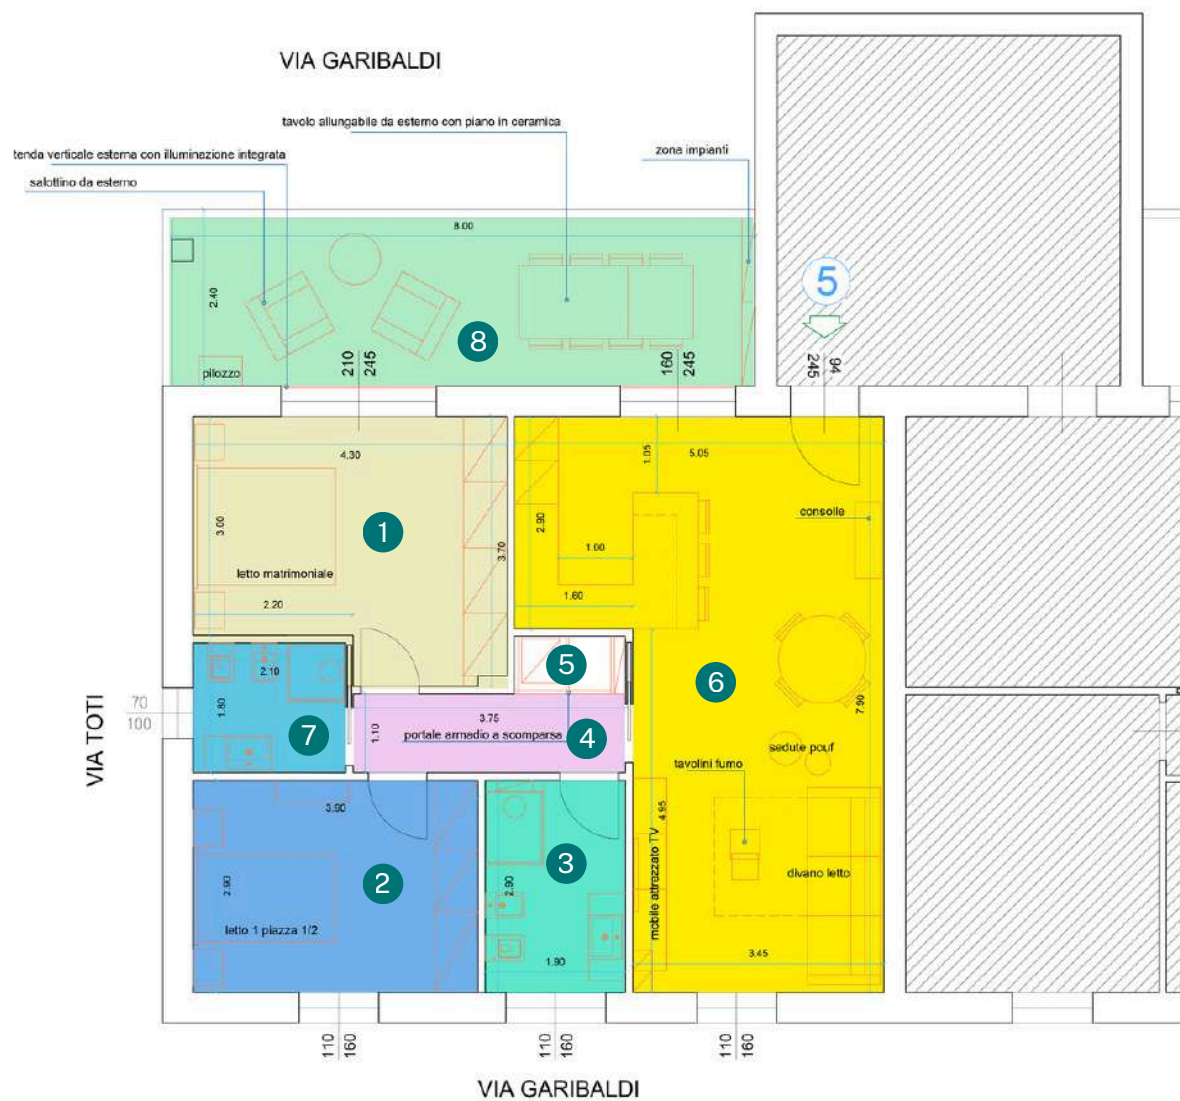 VIA GARIBALDI
tavolo allungabile da esterno con piano in ceramica
tenda verticale esterna con illuminazione integrata
zona impianti
salottino da esterno
8.00
2.40
5
8
210
245
160
245
94
245
pilozzo
4.30
1.05
5.05
consolle
3.00
1
2.90
1.00
3.70
letto matrimoniale
2.20
1.60
5
6
2.10
1.80
70
100
7
3.75
portale armadio a scomparsa
4
1.10
7.90
sedute pouf
tavolini fumo
VIA TOTI
3.90
4.95
2
3
2.90
2.90
mobile attrezzato TV
divano letto
letto 1 piazza 1/2
1.80
3.45
110
160
110
160
110
160
VIA GARIBALDI